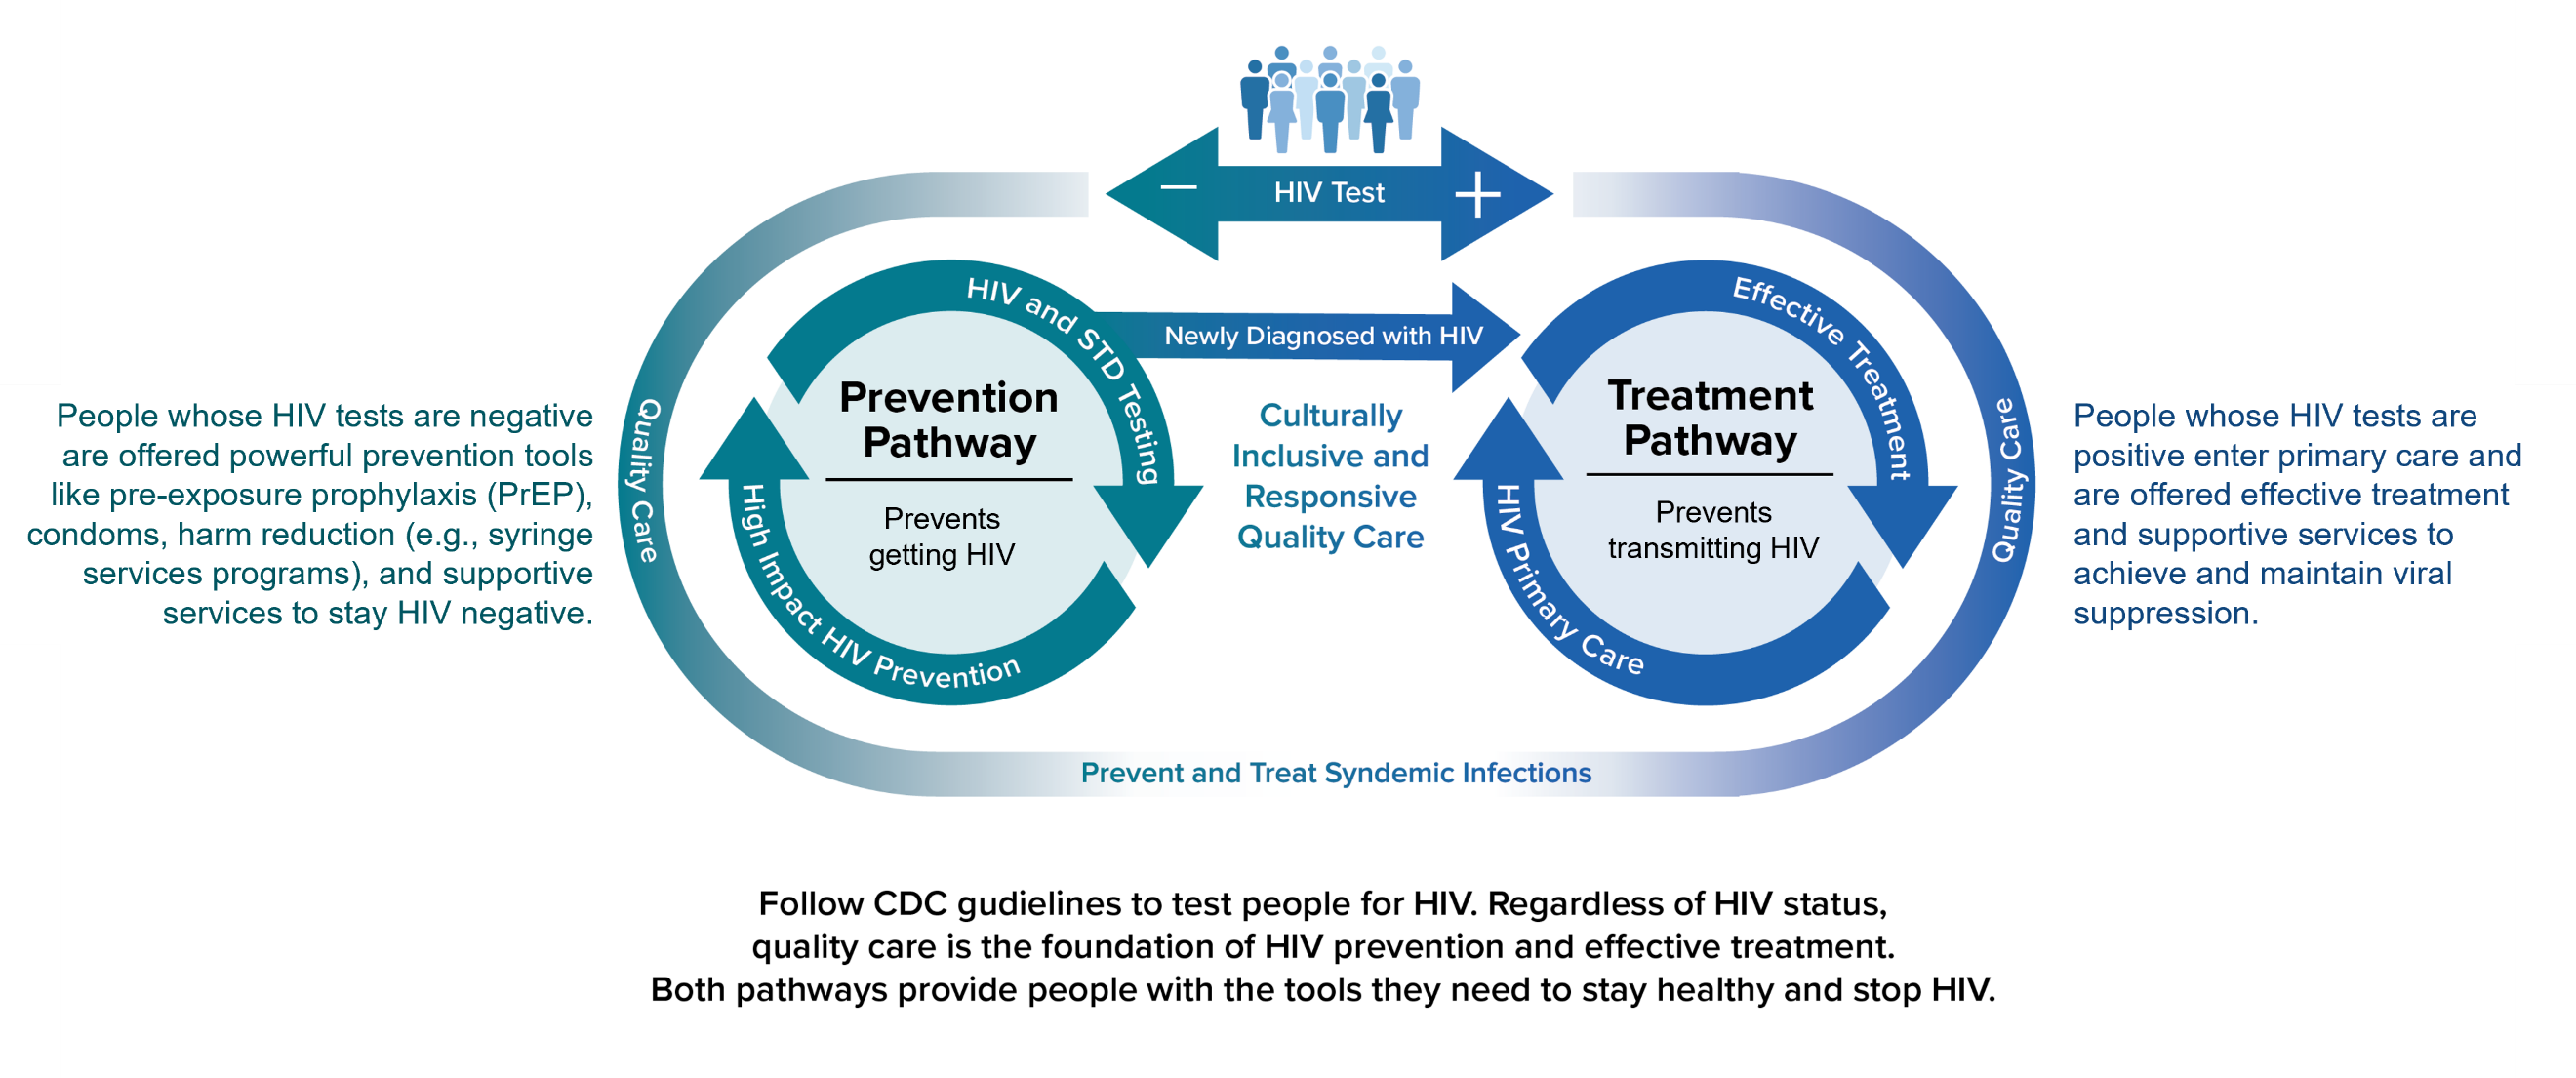 − HIV Test +
HIV and STD Testing
Newly Diagnosed with HIV
Effective Treatment
Prevention
Pathway
Prevents
getting HIV
High Impact HIV Prevention
Culturally
Inclusive and
Responsive
Quality Care
Treatment
Pathway
Prevents
transmitting HIV
HIV Primary Care
Quality Care
Quality Care
People whose HIV tests are negative
are offered powerful prevention tools
like pre-exposure prophylaxis (PrEP),
condoms, harm reduction (e.g., syringe
services programs), and supportive
services to stay HIV negative.
People whose HIV tests are
positive enter primary care and
are offered effective treatment
and supportive services to
achieve and maintain viral
suppression.
Prevent and Treat Syndemic Infections
Follow CDC gudielines to test people for HIV. Regardless of HIV status,
quality care is the foundation of HIV prevention and effective treatment.
Both pathways provide people with the tools they need to stay healthy and stop HIV.